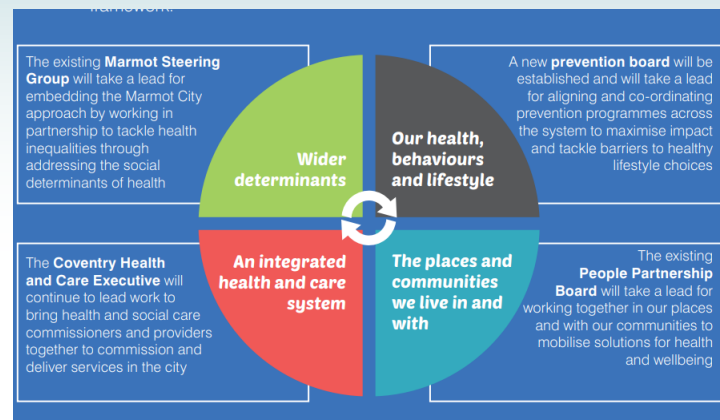 framework.
The existing Marmot Steering
Group will take a lead for
embedding the Marmot City
approach by working in
partnership to tackle health
inequalities through
addressing the social
determinants of health
Wider
determinants
Our health,
behaviours
and lifestyle
A new prevention board will be
established and will take a lead
for aligning and co-ordinating
prevention programmes across
the system to maximise impact
and tackle barriers to healthy
lifestyle choices
The Coventry Health
and Care Executive will
continue to lead work to
bring health and social care
commissioners and providers
together to commission and
deliver services in the city
An integrated
health and care
system
The places and
communities
we live in and
with
The existing
People Partnership
Board will take a lead for
working together in our places
and with our communities to
mobilise solutions for health
and wellbeing